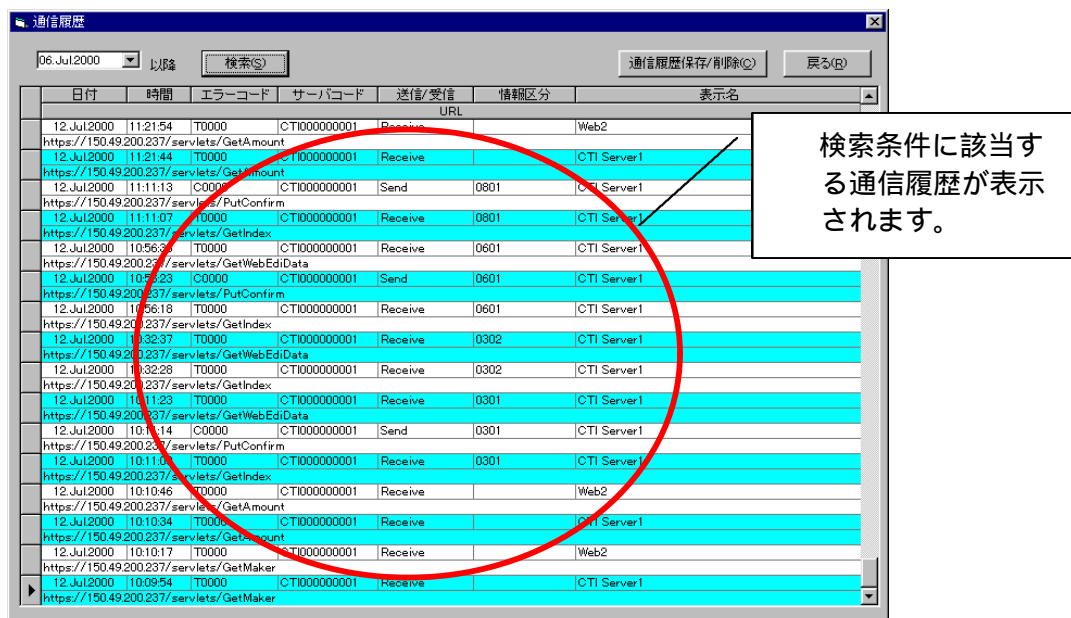 通信履歴
06.Jul.2000 以降 検索(S) 通信履歴保存/削除(C) 戻る(R)
日付 時間 エラーコード サーバコード 送信/受信 情報区分 表示名
URL
12.Jul.2000 11:21:54 T0000 CTI000000001 Receive Web2
https://150.49.200.237/servlets/GetAmount
12.Jul.2000 11:21:44 T0000 CTI000000001 Receive CTI Server1
https://150.49.200.237/servlets/GetAmount
12.Jul.2000 11:11:13 C0000 CTI000000001 Send 0801 CTI Server1
https://150.49.200.237/servlets/PutConfirm
12.Jul.2000 11:11:07 T0000 CTI000000001 Receive 0801 CTI Server1
https://150.49.200.237/servlets/GetIndex
12.Jul.2000 10:56:35 T0000 CTI000000001 Receive 0601 CTI Server1
https://150.49.200.237/servlets/GetWebEdiData
12.Jul.2000 10:56:23 C0000 CTI000000001 Send 0601 CTI Server1
https://150.49.200.237/servlets/PutConfirm
12.Jul.2000 10:56:18 T0000 CTI000000001 Receive 0601 CTI Server1
https://150.49.200.237/servlets/GetIndex
12.Jul.2000 10:32:37 T0000 CTI000000001 Receive 0302 CTI Server1
https://150.49.200.237/servlets/GetWebEdiData
12.Jul.2000 10:32:28 T0000 CTI000000001 Receive 0302 CTI Server1
https://150.49.200.237/servlets/GetIndex
12.Jul.2000 10:11:23 T0000 CTI000000001 Receive 0301 CTI Server1
https://150.49.200.237/servlets/GetWebEdiData
12.Jul.2000 10:11:14 C0000 CTI000000001 Send 0301 CTI Server1
https://150.49.200.237/servlets/PutConfirm
12.Jul.2000 T0000 CTI000000001 Receive 0301 CTI Server1
https://150.49.200.237/servlets/GetIndex
12.Jul.2000 10:10:46 T0000 CTI000000001 Receive Web2
https://150.49.200.237/servlets/GetAmount
12.Jul.2000 10:10:34 T0000 CTI000000001 Receive CTI Server1
https://150.49.200.237/servlets/GetAmount
12.Jul.2000 10:10:17 T0000 CTI000000001 Receive Web2
https://150.49.200.237/servlets/GetMaker
12.Jul.2000 10:09:54 T0000 CTI000000001 Receive CTI Server1
https://150.49.200.237/servlets/GetMaker
検索条件に該当す
る通信履歴が表示
されます。